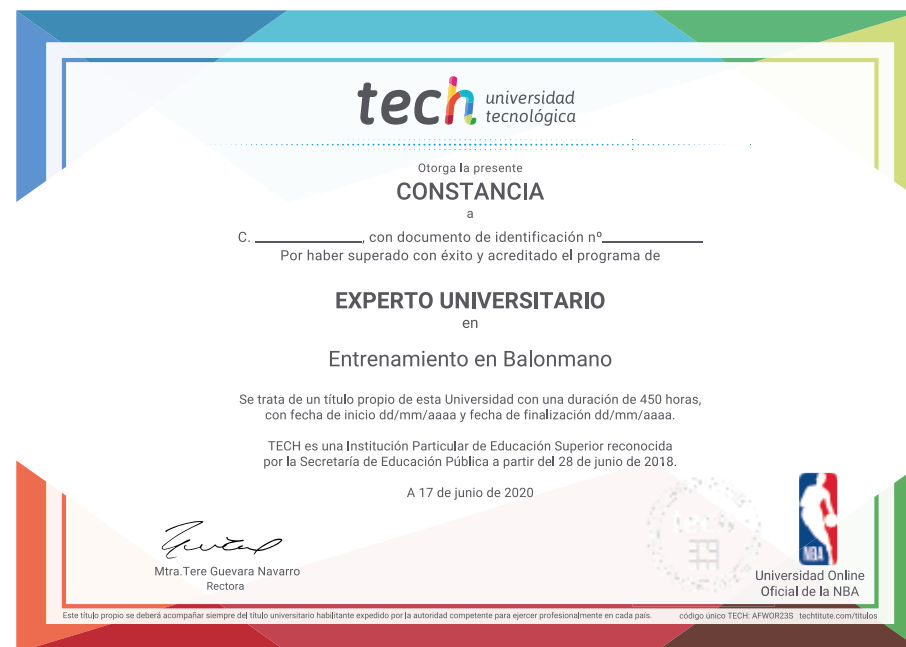 tech universidad
tecnológica
Otorga la presente
CONSTANCIA
a
C. ______________, con documento de identificación nº_____________
Por haber superado con éxito y acreditado el programa de
EXPERTO UNIVERSITARIO
en
Entrenamiento en Balonmano
Se trata de un título propio de esta Universidad con una duración de 450 horas,
con fecha de inicio dd/mm/aaaa y fecha de finalización dd/mm/aaaa.
TECH es una Institución Particular de Educación Superior reconocida
por la Secretaría de Educación Pública a partir del 28 de junio de 2018.
A 17 de junio de 2020
tech
NBA
Mtra.Tere Guevara Navarro
Rectora
Universidad Online
Oficial de la NBA
Este título propio se deberá acompañar siempre del título universitario habilitante expedido por la autoridad competente para ejercer profesionalmente en cada país. código único TECH: AFWOR23S techtitute.com/titulos